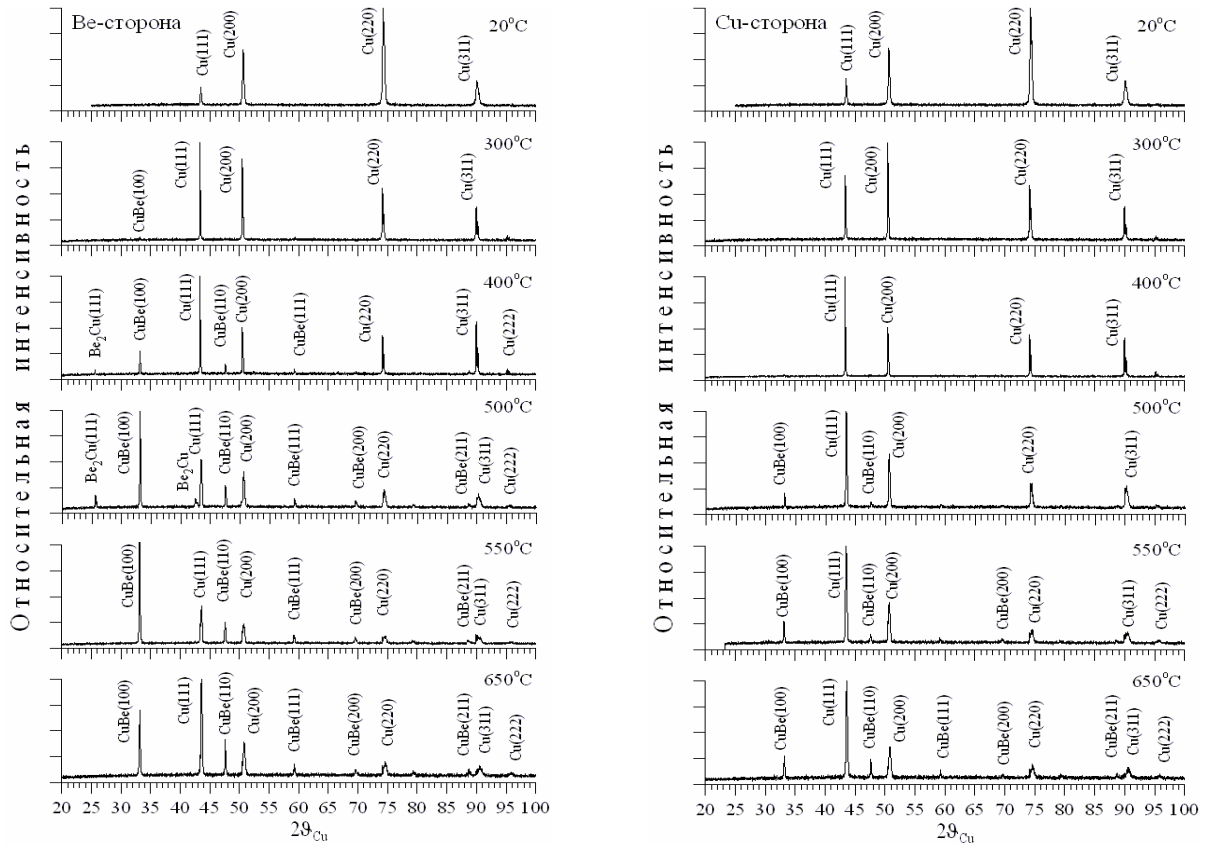 Относительная интенсивность
Be-сторона
20°C
Cu(111)
Cu(200)
Cu(220)
Cu(311)
300°C
CuBe(100)
Cu(111)
Cu(200)
Cu(220)
Cu(311)
400°C
Be₂Cu(111)
CuBe(100)
Cu(111)
CuBe(110)
Cu(200)
CuBe(111)
Cu(220)
Cu(311)
Cu(222)
500°C
Be₂Cu(111)
CuBe(100)
Be₂Cu
Cu(111)
CuBe(110)
Cu(200)
CuBe(111)
CuBe(200)
Cu(220)
CuBe(211)
Cu(311)
Cu(222)
550°C
CuBe(100)
Cu(111)
CuBe(110)
Cu(200)
CuBe(111)
CuBe(200)
Cu(220)
CuBe(211)
Cu(311)
Cu(222)
650°C
CuBe(100)
Cu(111)
CuBe(110)
Cu(200)
CuBe(111)
CuBe(200)
Cu(220)
CuBe(211)
Cu(311)
Cu(222)
20 25 30 35 40 45 50 55 60 65 70 75 80 85 90 95 100
2ϑCu
Относительная интенсивность
Cu-сторона
20°C
Cu(111)
Cu(200)
Cu(220)
Cu(311)
300°C
Cu(111)
Cu(200)
Cu(220)
Cu(311)
400°C
Cu(111)
Cu(200)
Cu(220)
Cu(311)
500°C
CuBe(100)
Cu(111)
CuBe(110)
Cu(200)
Cu(220)
Cu(311)
550°C
CuBe(100)
Cu(111)
CuBe(110)
Cu(200)
CuBe(200)
Cu(220)
Cu(311)
Cu(222)
650°C
CuBe(100)
Cu(111)
CuBe(110)
Cu(200)
CuBe(111)
CuBe(200)
Cu(220)
CuBe(211)
Cu(311)
Cu(222)
20 25 30 35 40 45 50 55 60 65 70 75 80 85 90 95 100
2ϑCu